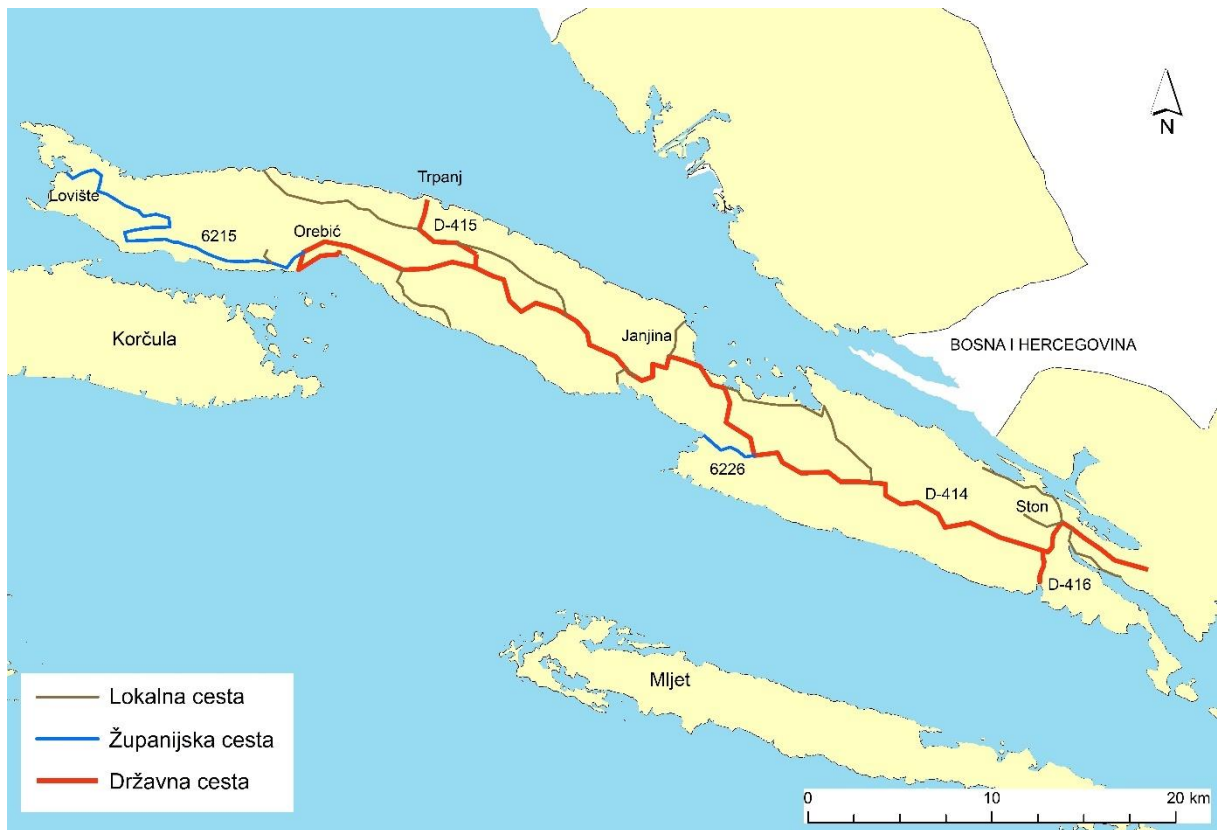 N
Trpanj
Lovište
D-415
Orebić
6215
Korčula
Janjina
BOSNA I HERCEGOVINA
6226
D-414
Ston
D-416
Mljet
Lokalna cesta
Županijska cesta
Državna cesta
0 10 20 km